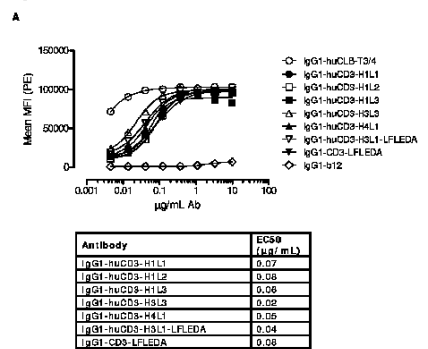 A
150000
100000
50000
0
Mean MFI (PE)
0.001 0.01 0.1 1 10 100
µg/mL Ab
IgG1-huCLB-T3/4
IgG1-huCD3-H1L1
IgG1-huCD3-H1L2
IgG1-huCD3-H1L3
IgG1-huCD3-H3L3
IgG1-huCD3-H4L1
IgG1-huCD3-H3L1-LFLEDA
IgG1-CD3-LFLEDA
IgG1-b12
Antibody EC50 (µg/mL)
IgG1-huCD3-H1L1 0.07
IgG1-huCD3-H1L2 0.08
IgG1-huCD3-H1L3 0.06
IgG1-huCD3-H3L3 0.02
IgG1-huCD3-H4L1 0.05
IgG1-huCD3-H3L1-LFLEDA 0.04
IgG1-CD3-LFLEDA 0.08